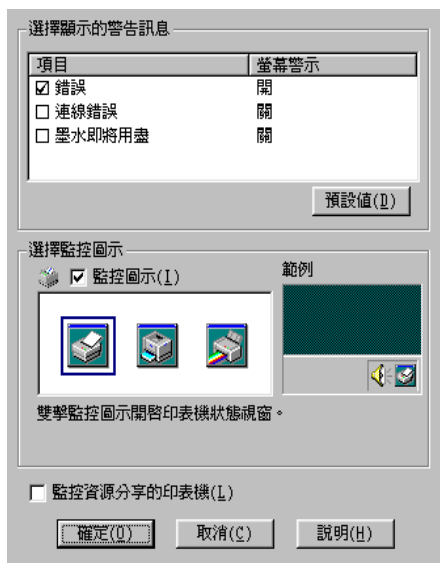 選擇顯示的警告訊息
項目 螢幕警示
錯誤 開
連線錯誤 關
墨水即將用盡 關
預設值(D)
選擇監控圖示
監控圖示(I) 範例
雙擊監控圖示開啓印表機狀態視窗。
監控資源分享的印表機(L)
確定(O) 取消(C) 説明(H)